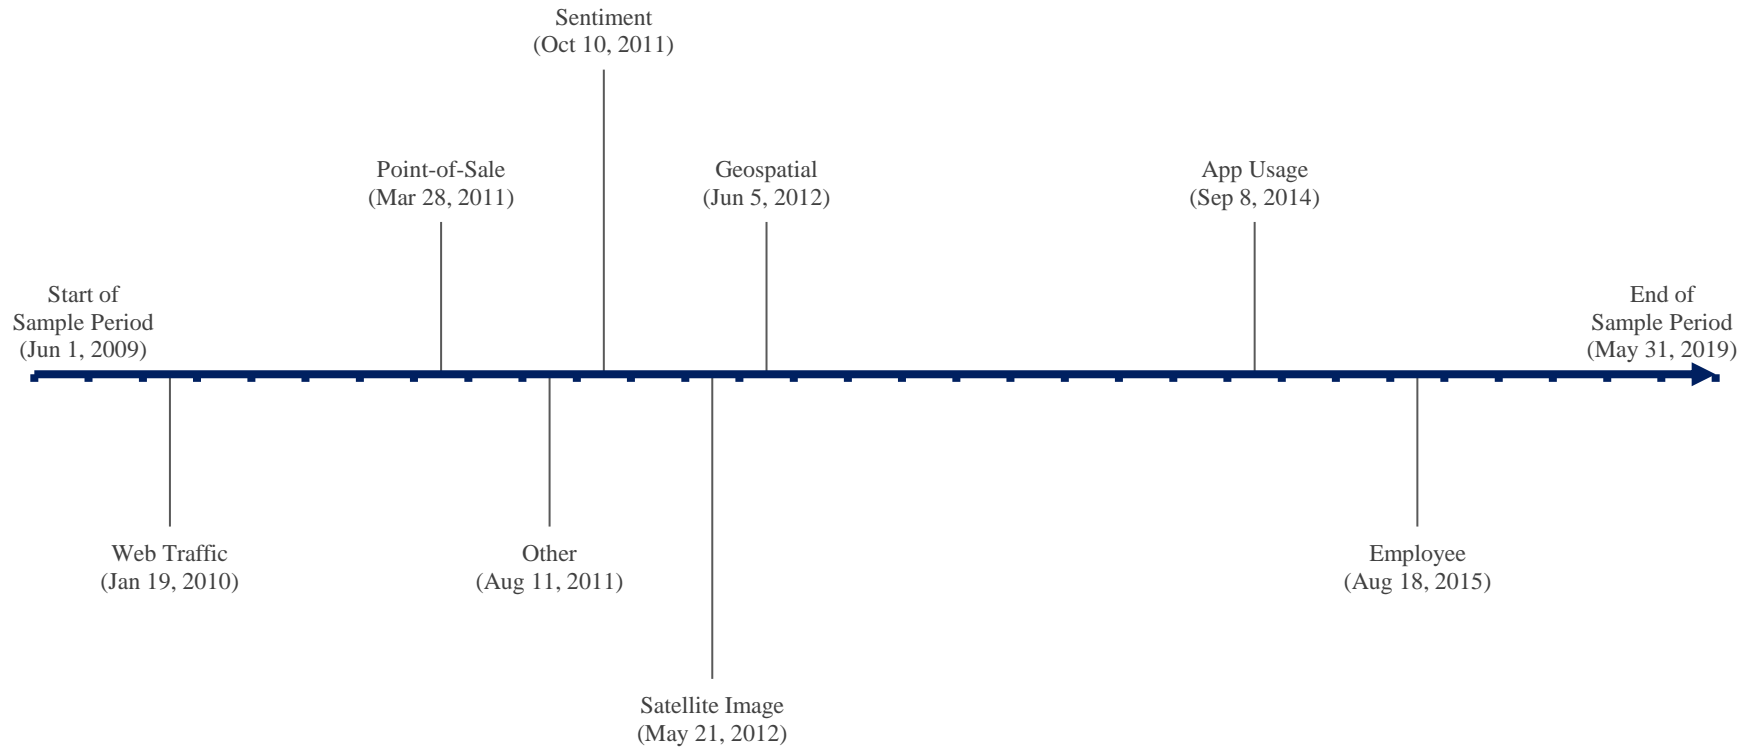 Sentiment
(Oct 10, 2011)
Point-of-Sale
(Mar 28, 2011)
Geospatial
(Jun 5, 2012)
App Usage
(Sep 8, 2014)
Start of
Sample Period
(Jun 1, 2009)
End of
Sample Period
(May 31, 2019)
Web Traffic
(Jan 19, 2010)
Other
(Aug 11, 2011)
Employee
(Aug 18, 2015)
Satellite Image
(May 21, 2012)